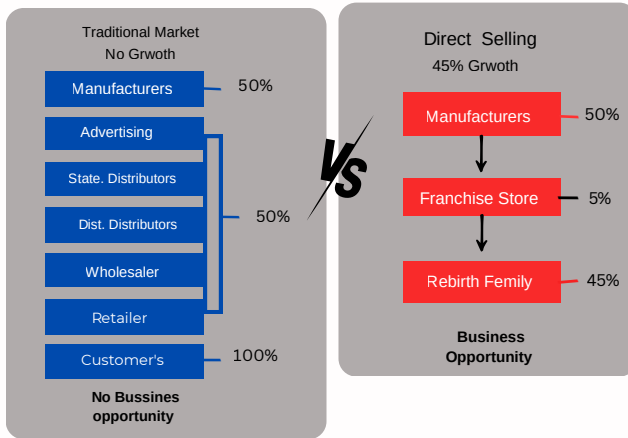 Traditional Market
No Grwoth
Manufacturers 50%
Advertising
State. Distributors
Dist. Distributors 50%
Wholesaler
Retailer
Customer's 100%
No Bussines
opportunity
VS
Direct Selling
45% Grwoth
Manufacturers 50%
Franchise Store 5%
Rebirth Femily 45%
Business
Opportunity